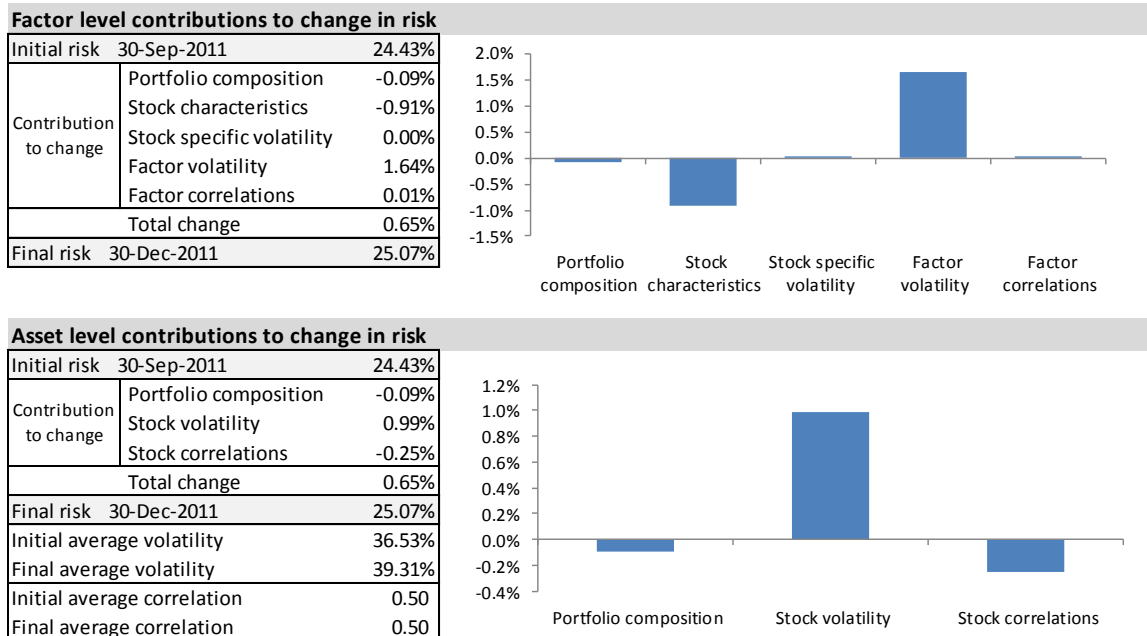 Factor level contributions to change in risk
Initial risk 30-Sep-2011 24.43%
Contribution to change
Portfolio composition -0.09%
Stock characteristics -0.91%
Stock specific volatility 0.00%
Factor volatility 1.64%
Factor correlations 0.01%
Total change 0.65%
Final risk 30-Dec-2011 25.07%
2.0%
1.5%
1.0%
0.5%
0.0%
-0.5%
-1.0%
-1.5%
Portfolio composition
Stock characteristics
Stock specific volatility
Factor volatility
Factor correlations
Asset level contributions to change in risk
Initial risk 30-Sep-2011 24.43%
Contribution to change
Portfolio composition -0.09%
Stock volatility 0.99%
Stock correlations -0.25%
Total change 0.65%
Final risk 30-Dec-2011 25.07%
Initial average volatility 36.53%
Final average volatility 39.31%
Initial average correlation 0.50
Final average correlation 0.50
1.2%
1.0%
0.8%
0.6%
0.4%
0.2%
0.0%
-0.2%
-0.4%
Portfolio composition Stock volatility Stock correlations